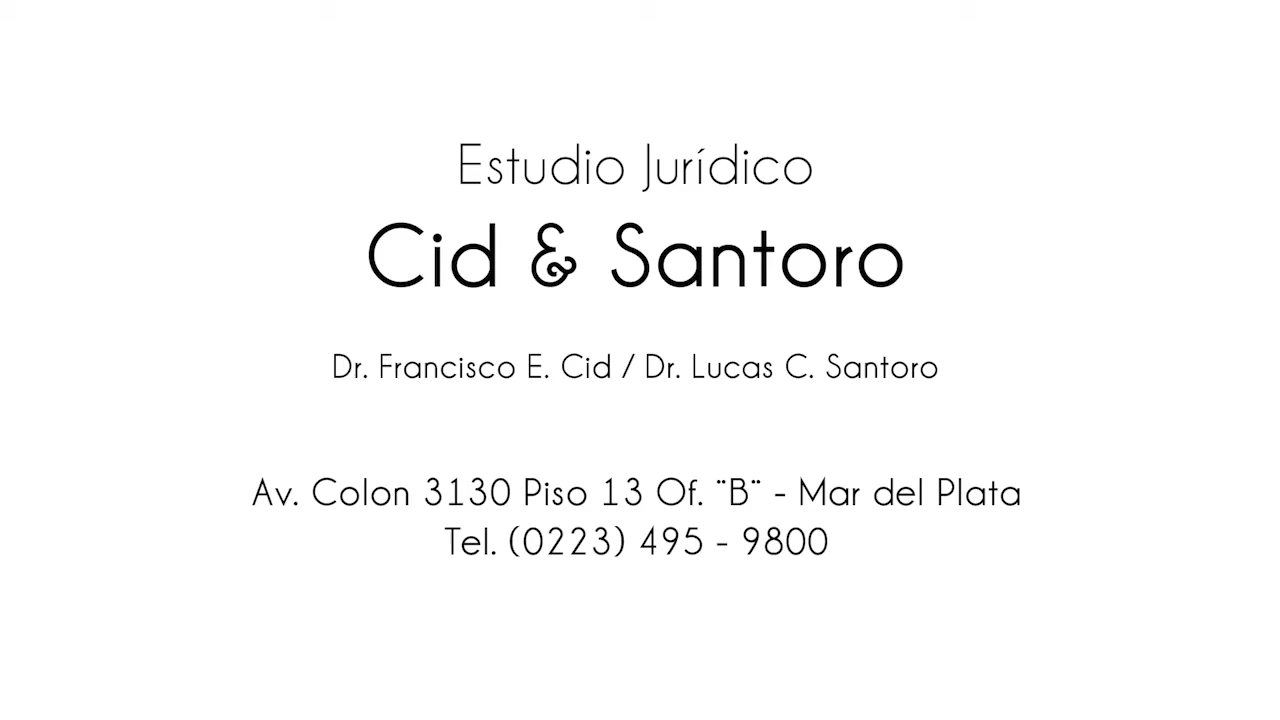 Estudio Jurídico
Cid & Santoro
Dr. Francisco E. Cid / Dr. Lucas C. Santoro
Av. Colon 3130 Piso 13 Of. ¨B¨ - Mar del Plata
Tel. (0223) 495 - 9800